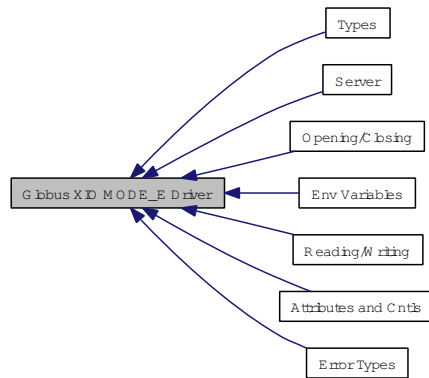 Types
Server
Opening/Closing
Globus XIO MODE_E Driver
Env Variables
Reading/Writing
Attributes and Cntls
Error Types